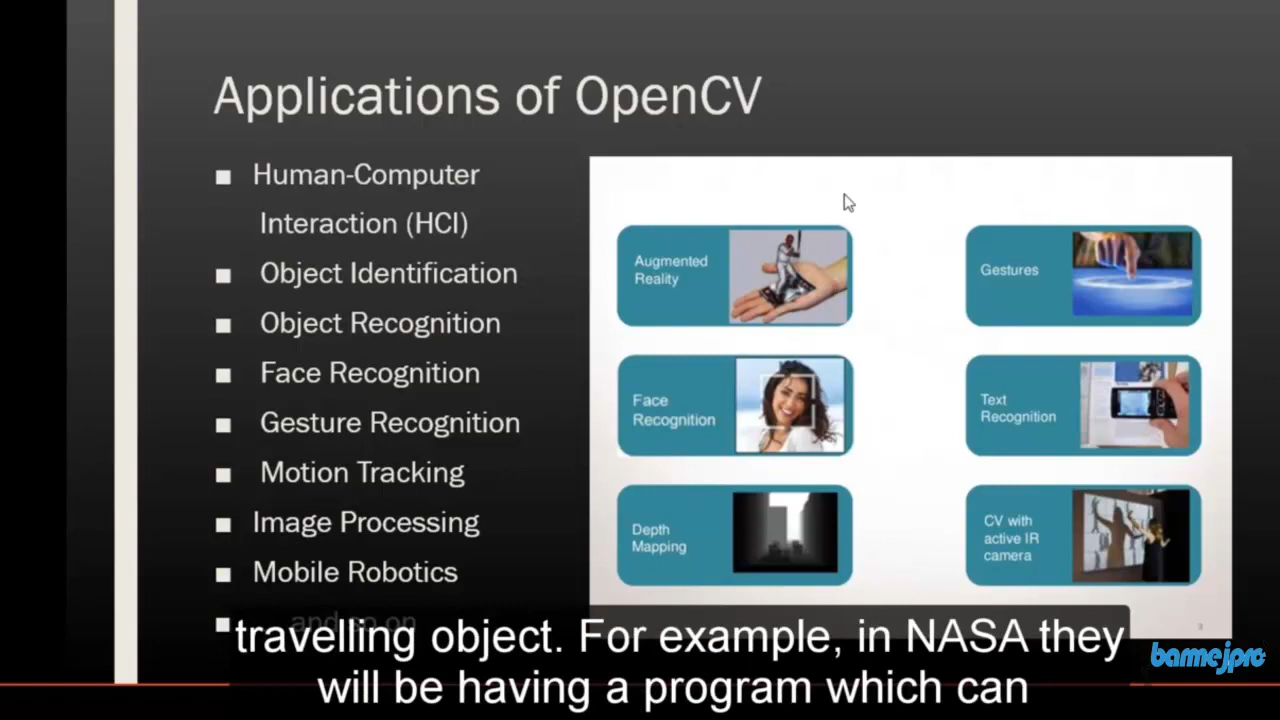 Applications of OpenCV
■ Human-Computer
Interaction (HCI)
■ Object Identification
■ Object Recognition
■ Face Recognition
■ Gesture Recognition
■ Motion Tracking
■ Image Processing
■ Mobile Robotics
■ and so on
Augmented
Reality
Gestures
Face
Recognition
Text
Recognition
Depth
Mapping
CV with
active IR
camera
3
travelling object. For example, in NASA they
will be having a program which can
barmejpro